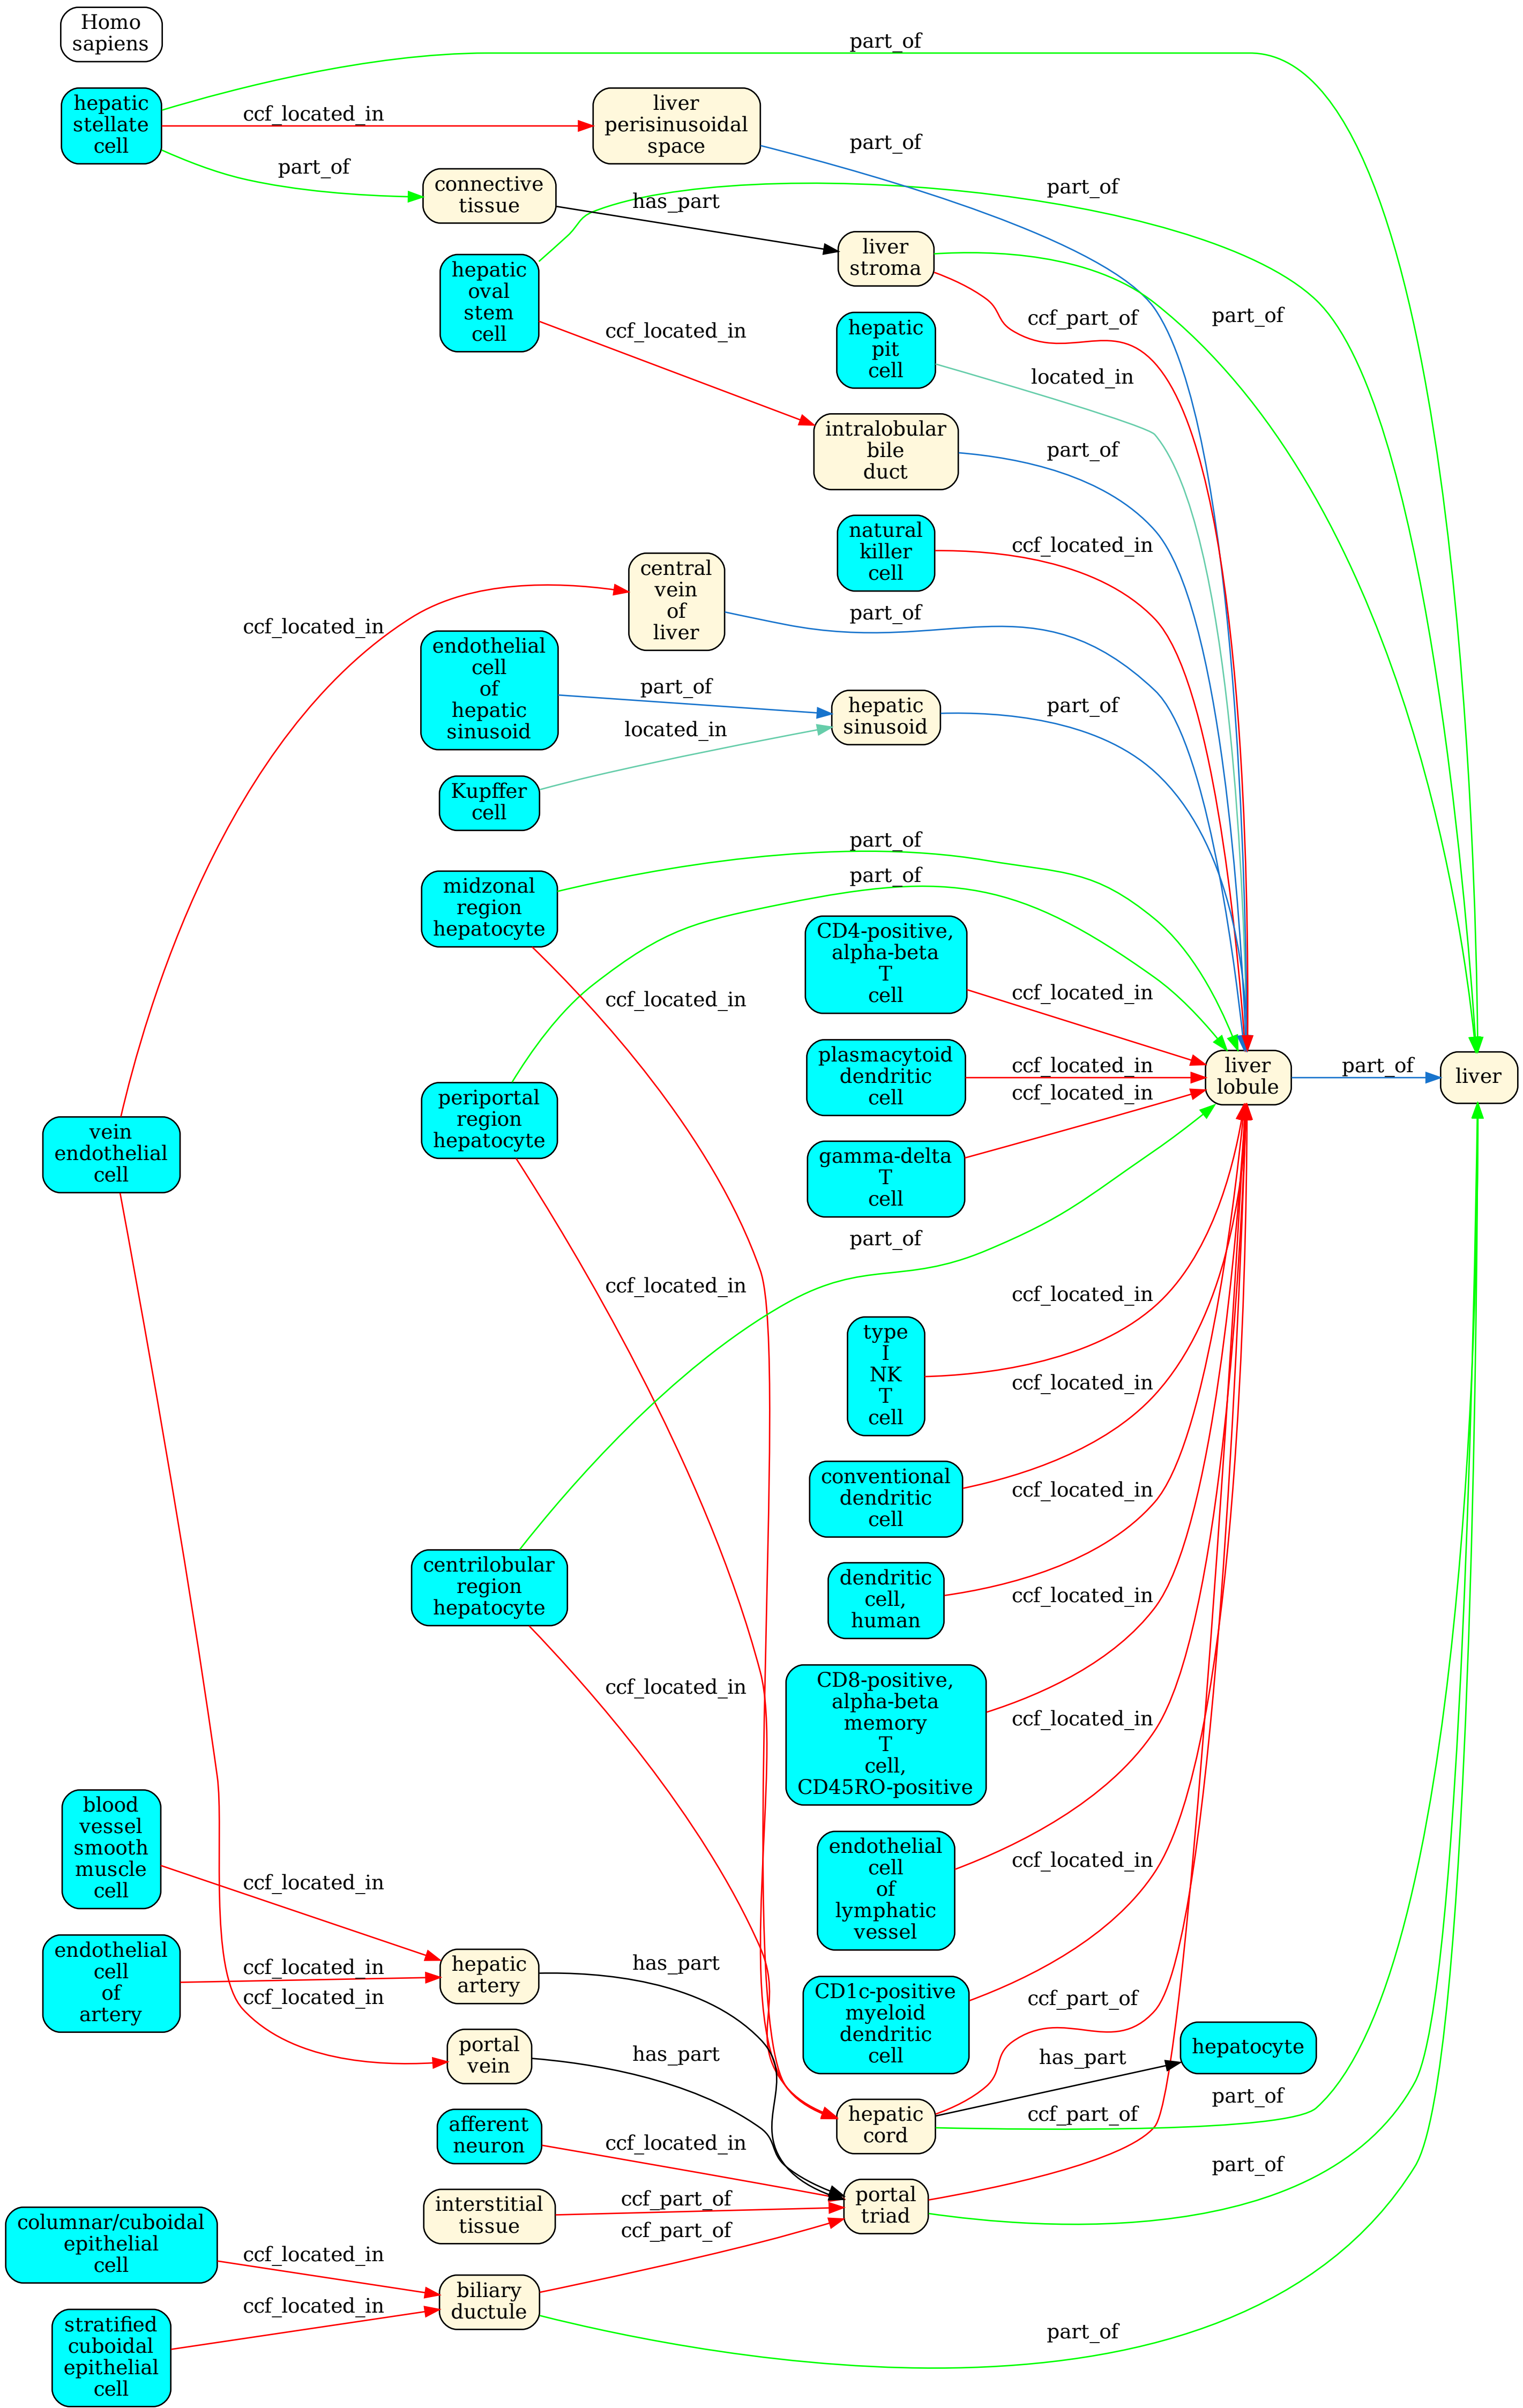 Homo
sapiens
part_of
hepatic
stellate
cell
ccf_located_in
liver
perisinusoidal
space
part_of
part_of
connective
tissue
has_part
part_of
liver
stroma
hepatic
oval
stem
cell
ccf_located_in
ccf_part_of
part_of
hepatic
pit
cell
located_in
intralobular
bile
duct
part_of
natural
killer
cell
ccf_located_in
central
vein
of
liver
part_of
ccf_located_in
endothelial
cell
of
hepatic
sinusoid
part_of
hepatic
sinusoid
part_of
located_in
Kupffer
cell
part_of
part_of
midzonal
region
hepatocyte
ccf_located_in
CD4-positive,
alpha-beta
T
cell
ccf_located_in
plasmacytoid
dendritic
cell
ccf_located_in
ccf_located_in
liver
lobule
part_of
liver
periportal
region
hepatocyte
vein
endothelial
cell
gamma-delta
T
cell
part_of
ccf_located_in
ccf_located_in
type
I
NK
T
cell
ccf_located_in
conventional
dendritic
cell
ccf_located_in
centrilobular
region
hepatocyte
dendritic
cell,
human
ccf_located_in
ccf_located_in
CD8-positive,
alpha-beta
memory
T
cell,
CD45RO-positive
ccf_located_in
blood
vessel
smooth
muscle
cell
ccf_located_in
endothelial
cell
of
lymphatic
vessel
ccf_located_in
endothelial
cell
of
artery
ccf_located_in
ccf_located_in
hepatic
artery
has_part
CD1c-positive
myeloid
dendritic
cell
ccf_part_of
portal
vein
has_part
hepatocyte
has_part
part_of
hepatic
cord
ccf_part_of
afferent
neuron
ccf_located_in
part_of
interstitial
tissue
ccf_part_of
portal
triad
columnar/cuboidal
epithelial
cell
ccf_located_in
ccf_part_of
biliary
ductule
stratified
cuboidal
epithelial
cell
ccf_located_in
part_of